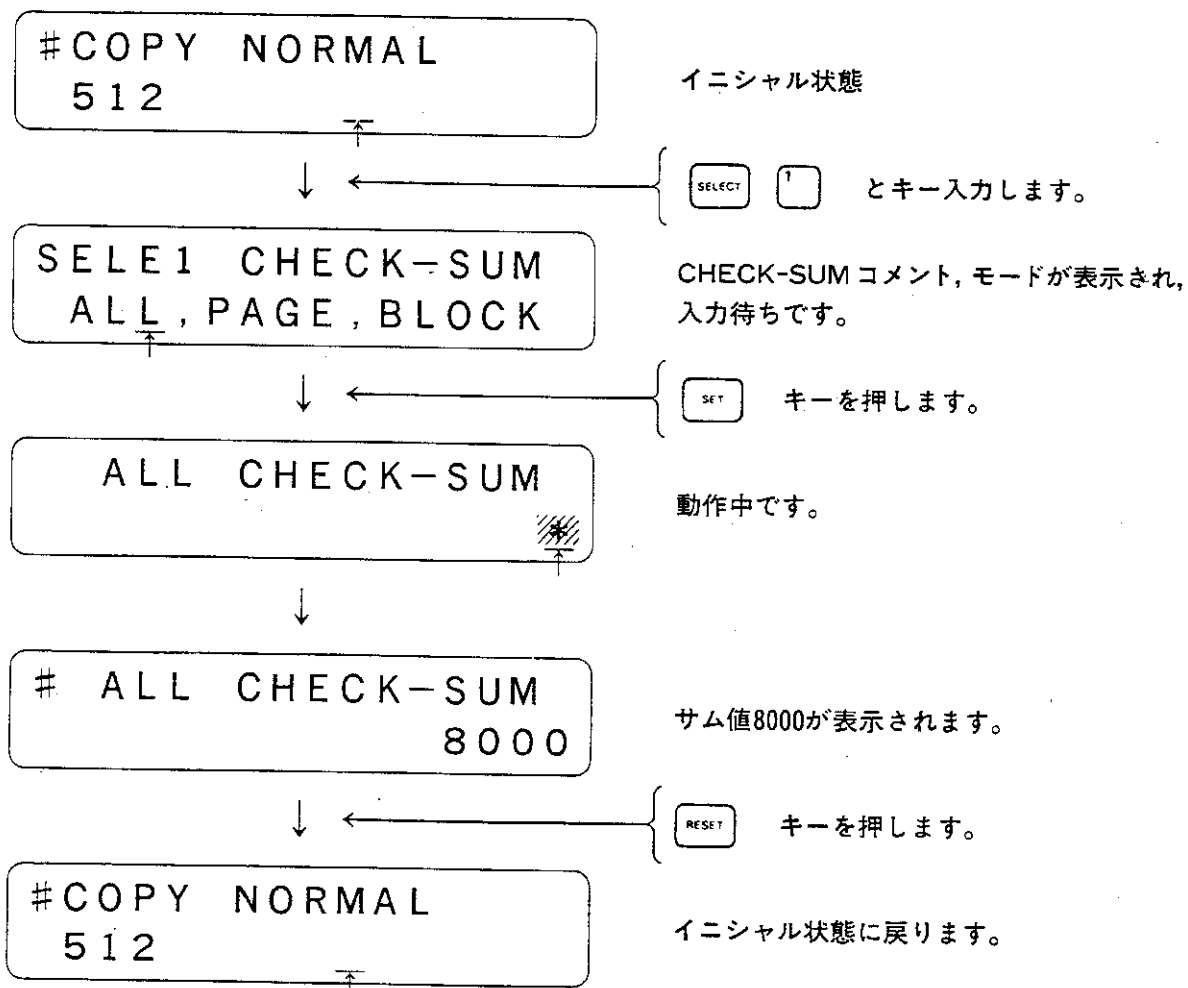 #COPY NORMAL
512
イニシャル状態
SELECT 1 とキー入力します。
SELE1 CHECK-SUM
ALL,PAGE,BLOCK
CHECK-SUMコメント,モードが表示され,
入力待ちです。
SET キーを押します。
ALL CHECK-SUM
*
動作中です。
# ALL CHECK-SUM
8000
サム値8000が表示されます。
RESET キーを押します。
#COPY NORMAL
512
イニシャル状態に戻ります。